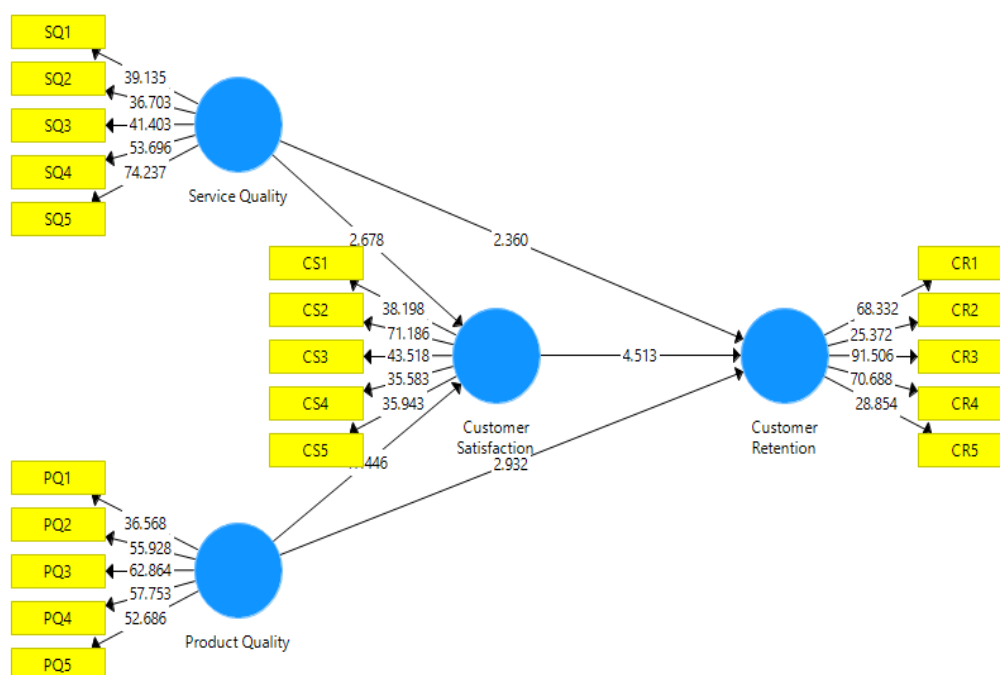 SQ1
39.135
SQ2
36.703
SQ3
41.403
SQ4
53.696
74.237
SQ5
Service Quality
2.678
2.360
CS1
38.198
CS2
71.186
CS3
43.518
CS4
35.583
35.943
CS5
Customer
Satisfaction
4.513
CR1
68.332
CR2
25.372
CR3
91.506
CR4
70.688
28.854
CR5
Customer
Retention
2.932
PQ1
36.568
PQ2
55.928
PQ3
62.864
PQ4
57.753
52.686
PQ5
Product Quality